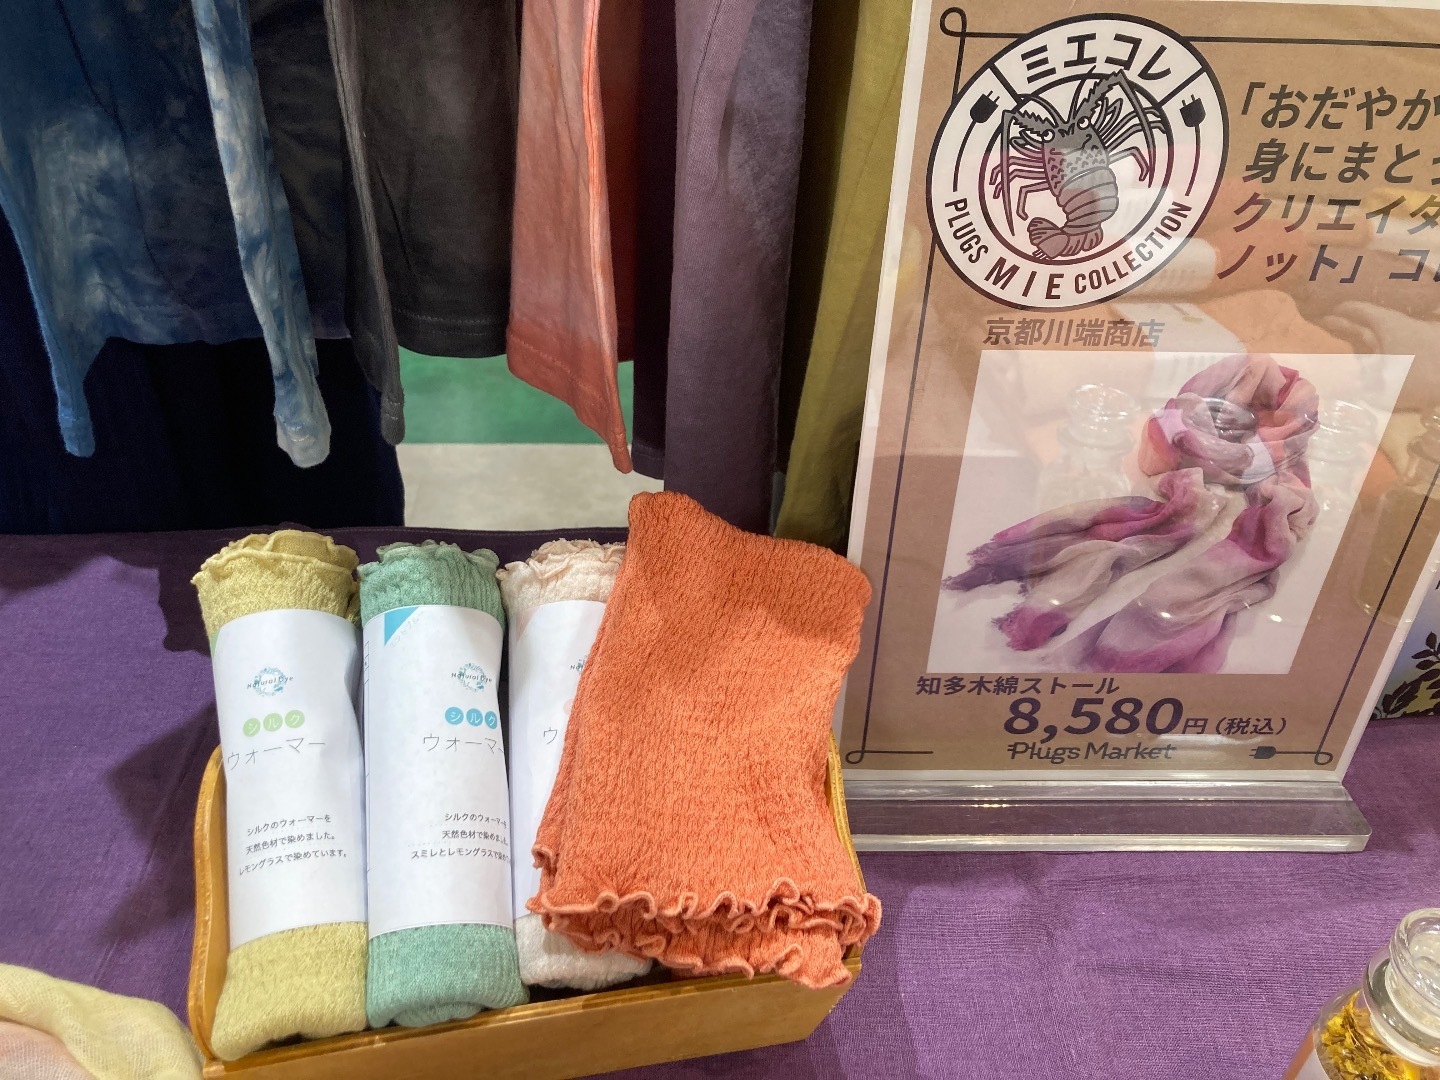 ミエコレ
PLUGS MIE COLLECTION
「おだやか
身にまとう
クリエイタ
ノット」コレ
京都川端商店
知多木綿ストール
8,580円(税込)
Plugs Market
Natural Dye
シルク
ウォーマー
シルクのウォーマーを
天然色材で染めました。
レモングラスで染めています。
Natural Dye
シルク
ウォーマー
シルクのウォーマーを
天然色材で染めまし
スミレとレモングラスで染め
ウ